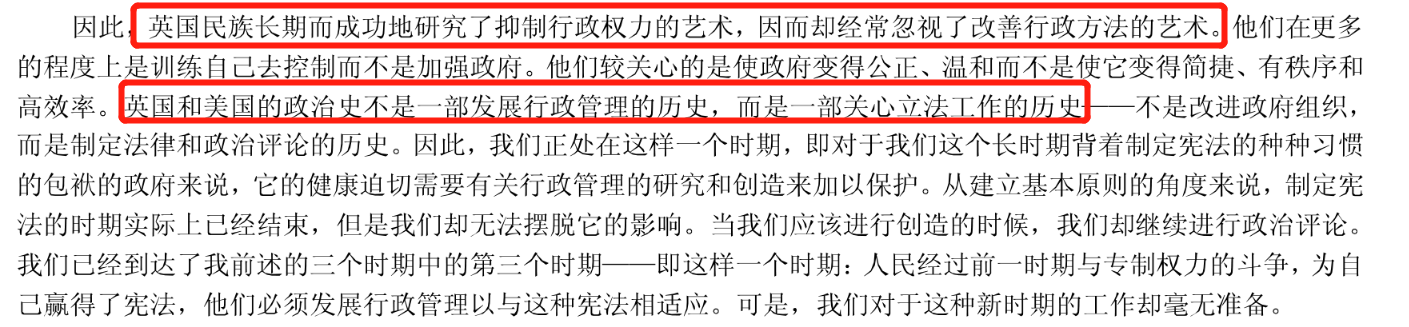 因此，英国民族长期而成功地研究了抑制行政权力的艺术，因而却经常忽视了改善行政方法的艺术。他们在更多
的程度上是训练自己去控制而不是加强政府。他们较关心的是使政府变得公正、温和而不是使它变得简捷、有秩序和
高效率。英国和美国的政治史不是一部发展行政管理的历史，而是一部关心立法工作的历史——不是改进政府组织，
而是制定法律和政治评论的历史。因此，我们正处在这样一个时期，即对于我们这个长时期背着制定宪法的种种习惯
的包袱的政府来说，它的健康迫切需要有关行政管理的研究和创造来加以保护。从建立基本原则的角度来说，制定宪
法的时期实际上已经结束，但是我们却无法摆脱它的影响。当我们应该进行创造的时候，我们却继续进行政治评论。
我们已经到达了我前述的三个时期中的第三个时期——即这样一个时期：人民经过前一时期与专制权力的斗争，为自
己赢得了宪法，他们必须发展行政管理以与这种宪法相适应。可是，我们对于这种新时期的工作却毫无准备。